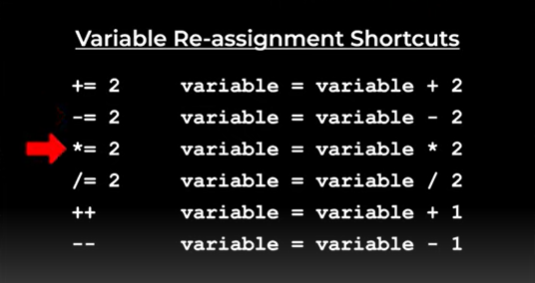 Variable Re-assignment Shortcuts
+= 2 variable = variable + 2
-= 2 variable = variable - 2
*= 2 variable = variable * 2
/= 2 variable = variable / 2
++ variable = variable + 1
-- variable = variable - 1